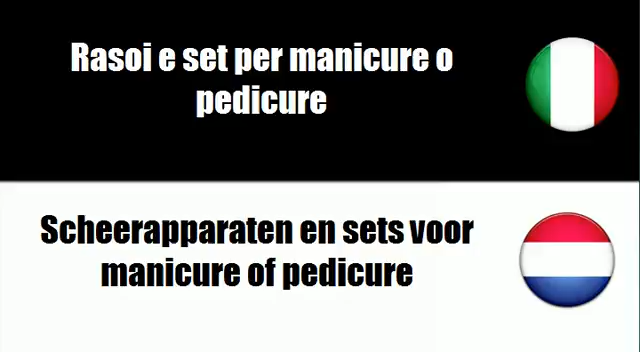 Rasoi e set per manicure o
pedicure
Scheerapparaten en sets voor
manicure of pedicure